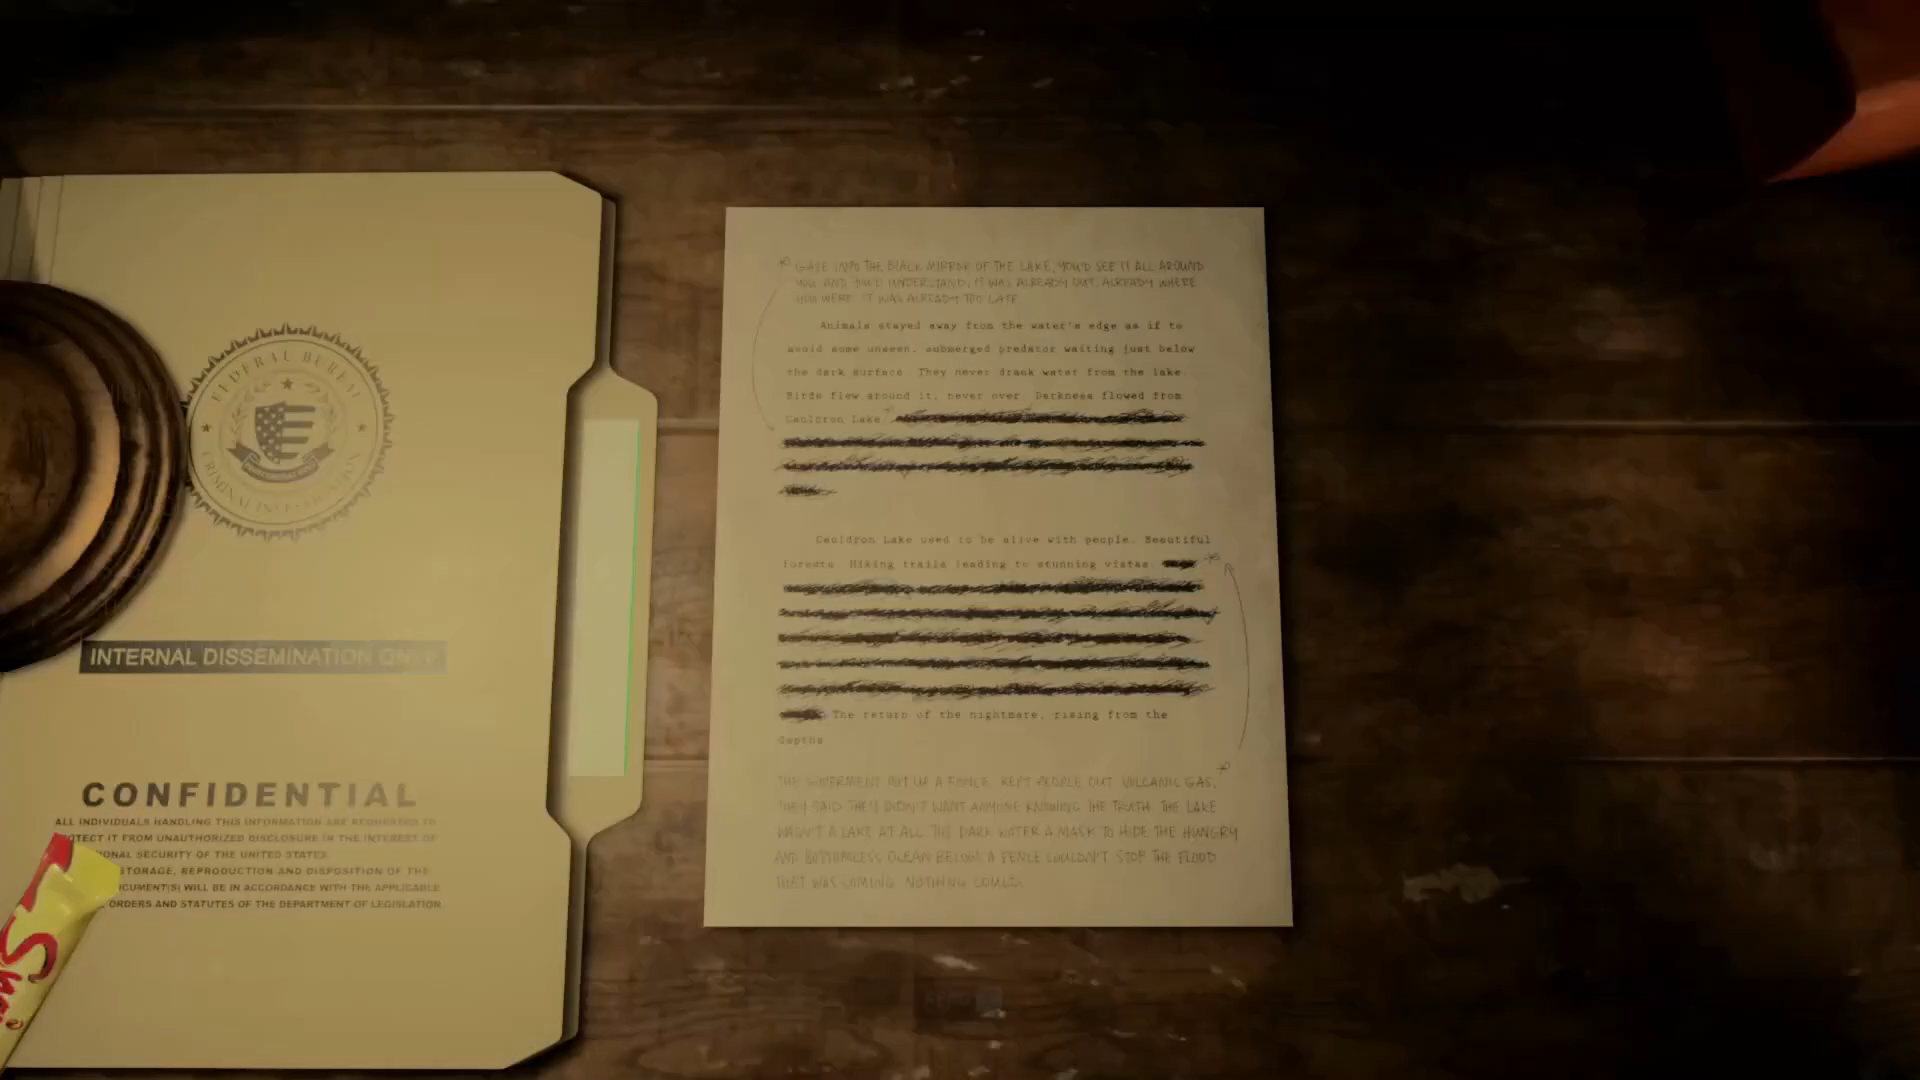 FEDERAL BUREAU
CRIMINAL INVESTIGATION
INTERNAL DISSEMINATION ONLY
CONFIDENTIAL
ALL INDIVIDUALS HANDLING THIS INFORMATION ARE REQUESTED TO
OTECT IT FROM UNAUTHORIZED DISCLOSURE IN THE INTEREST OF
ONAL SECURITY OF THE UNITED STATES.
STORAGE, REPRODUCTION AND DISPOSITION OF THE
OCUMENT(S) WILL BE IN ACCORDANCE WITH THE APPLICABLE
ORDERS AND STATUTES OF THE DEPARTMENT OF LEGISLATION.
GAZE INTO THE BLACK MIRROR OF THE LAKE, YOU'D SEE IT ALL AROUND
YOU AND YOU'D UNDERSTAND, IT WAS ALREADY OUT, ALREADY WHERE
YOU WERE. IT WAS ALREADY TOO LATE
Animals stayed away from the water's edge as if to
avoid some unseen, submerged predator waiting just below
the dark surface. They never drank water from the lake.
Birds flew around it, never over. Darkness flowed from
Cauldron Lake
Cauldron Lake used to be alive with people. Beautiful
forests. Hiking trails leading to stunning vistas.
The return of the nightmare, rising from the
depths.
THE GOVERMENT PUT UP A FENCE. KEPT PEOPLE OUT. VOLCANIC GAS,
THEY SAID. THEY DIDN'T WANT ANYONE KNOWING THE TRUTH. THE LAKE
WASN'T A LAKE AT ALL. THE DARK WATER A MASK TO HIDE THE HUNGRY
AND BOTTOMLESS OCEAN BELOW. A FENCE COULDN'T STOP THE FLOOD
THAT WAS COMING. NOTHING COULD.